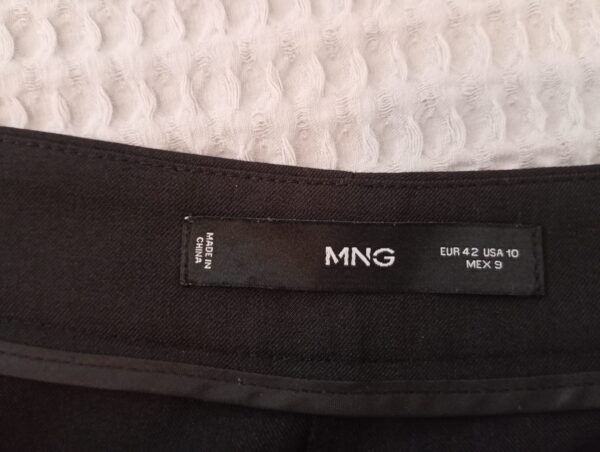 MADE IN
CHINA
MNG
EUR 42 USA 10
MEX 9